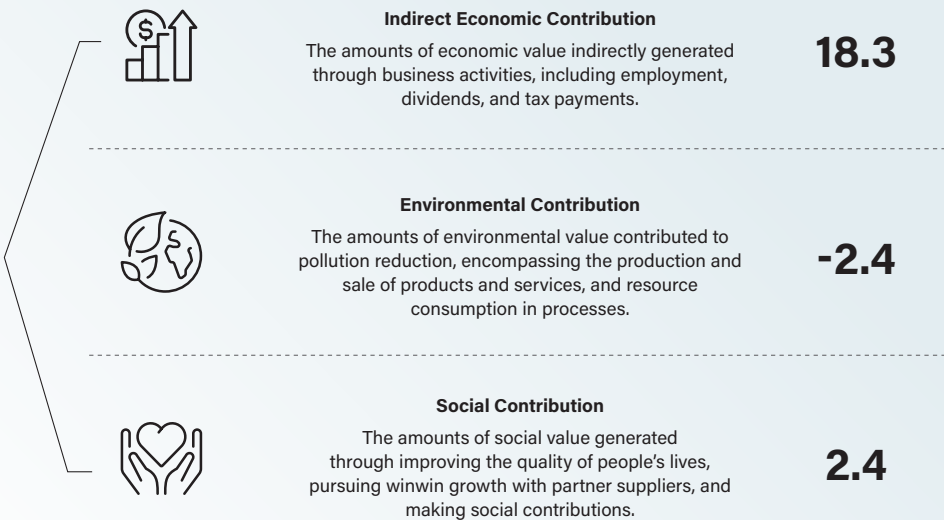 $
Indirect Economic Contribution
The amounts of economic value indirectly generated
through business activities, including employment,
dividends, and tax payments.
18.3
Environmental Contribution
The amounts of environmental value contributed to
pollution reduction, encompassing the production and
sale of products and services, and resource
consumption in processes.
-2.4
Social Contribution
The amounts of social value generated
through improving the quality of people's lives,
pursuing winwin growth with partner suppliers, and
making social contributions.
2.4